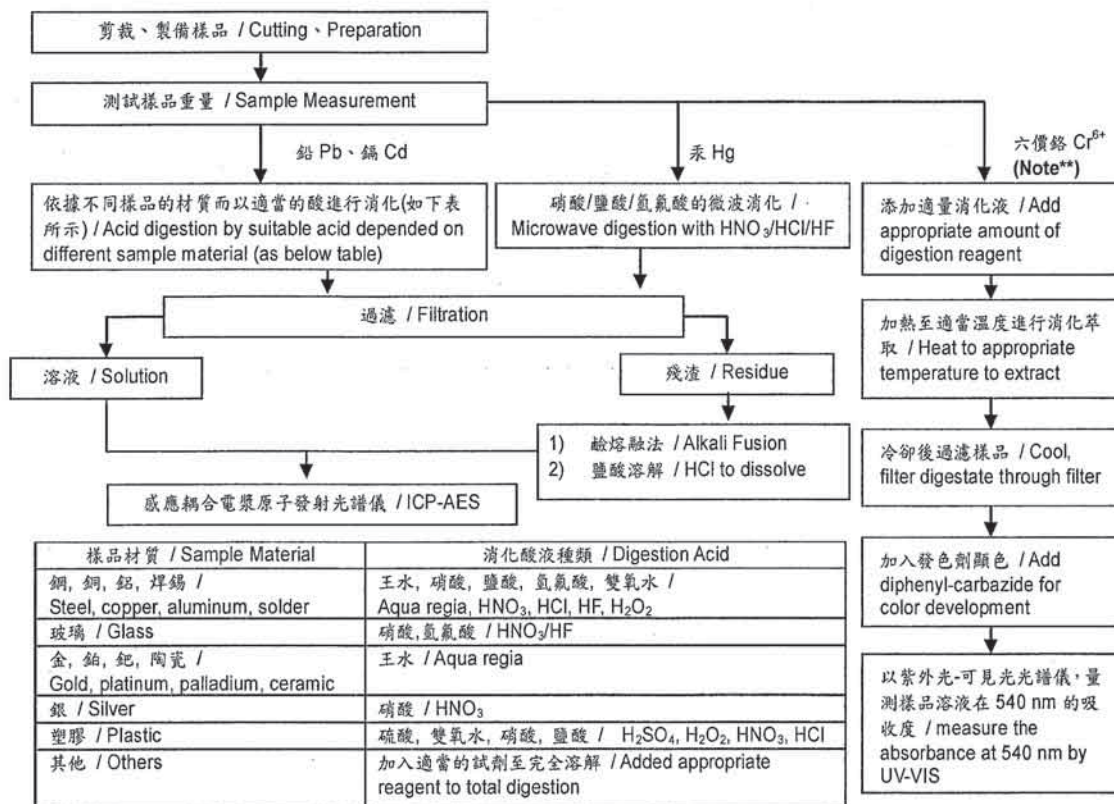 剪裁、製備樣品 / Cutting、Preparation
測試樣品重量 / Sample Measurement
鉛 Pb、鎘 Cd
汞 Hg
六價鉻 Cr6+
(Note**)
依據不同樣品的材質而以適當的酸進行消化(如下表
所示) / Acid digestion by suitable acid depended on
different sample material (as below table)
硝酸/鹽酸/氫氟酸的微波消化 /
Microwave digestion with HNO3/HCl/HF
添加適量消化液 / Add
appropriate amount of
digestion reagent
過濾 / Filtration
加熱至適當溫度進行消化萃
取 / Heat to appropriate
temperature to extract
溶液 / Solution
殘渣 / Residue
1) 鹼熔融法 / Alkali Fusion
2) 鹽酸溶解 / HCl to dissolve
冷卻後過濾樣品 / Cool,
filter digestate through filter
感應耦合電漿原子發射光譜儀 / ICP-AES
加入發色劑顯色 / Add
diphenyl-carbazide for
color development
以紫外光-可見光光譜儀,量
測樣品溶液在 540 nm 的吸
收度 / measure the
absorbance at 540 nm by
UV-VIS
樣品材質 / Sample Material
消化酸液種類 / Digestion Acid
鋼, 銅, 鋁, 焊錫 /
Steel, copper, aluminum, solder
王水, 硝酸, 鹽酸, 氫氟酸, 雙氧水 /
Aqua regia, HNO3, HCl, HF, H2O2
玻璃 / Glass
硝酸,氫氟酸 / HNO3/HF
金, 鉑, 鈀, 陶瓷 /
Gold, platinum, palladium, ceramic
王水 / Aqua regia
銀 / Silver
硝酸 / HNO3
塑膠 / Plastic
硫酸, 雙氧水, 硝酸, 鹽酸 / H2SO4, H2O2, HNO3, HCl
其他 / Others
加入適當的試劑至完全溶解 / Added appropriate
reagent to total digestion